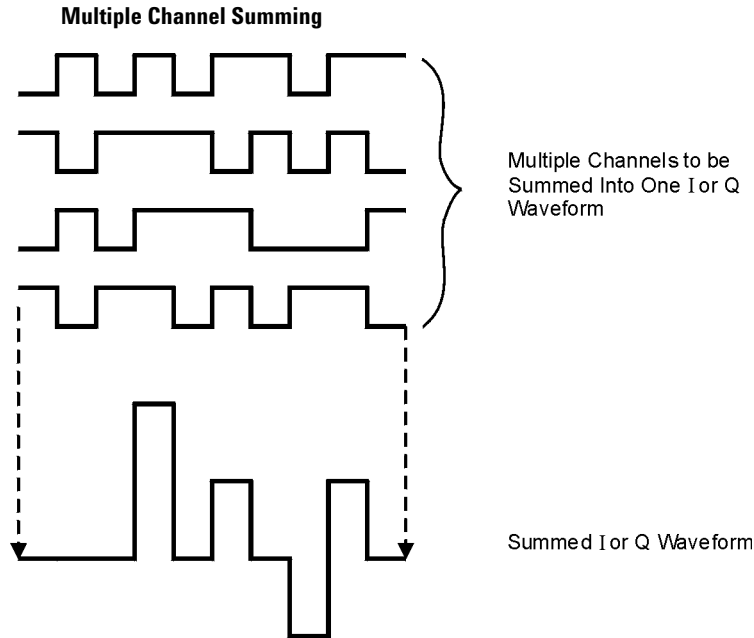 Multiple Channel Summing
Multiple Channels to be
Summed Into One I or Q
Waveform
Summed I or Q Waveform